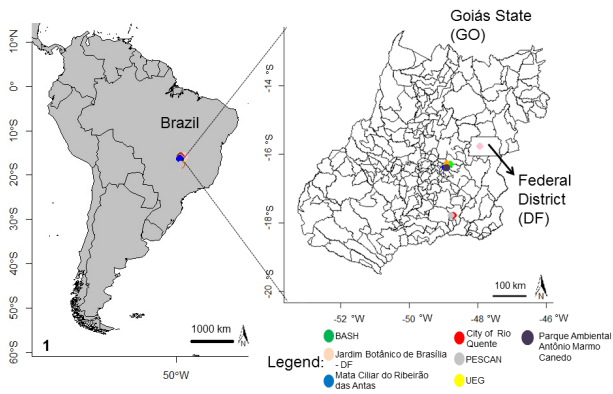 Goiás State
(GO)
10°N
0°
10°S
20°S
30°S
40°S
50°S
60°S
Brazil
1
1000 km
N
50°W
-14 °S
-16 °S
-18 °S
-20 °S
Federal
District
(DF)
100 km
N
-52 °W
-50 °W
-48 °W
-46 °W
Legend:
BASH
Jardim Botânico de Brasília
- DF
Mata Ciliar do Ribeirão
das Antas
City of Rio
Quente
PESCAN
UEG
Parque Ambiental
Antônio Marmo
Canedo